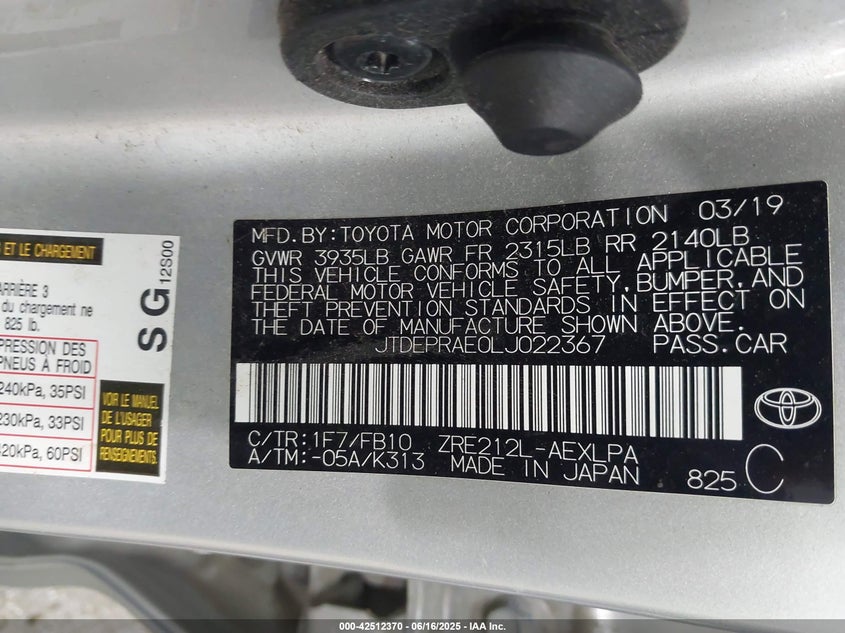 ET LE CHARGEMENT
ARRIÈRE 3
du chargement ne
825 lb.
PRESSION DES
PNEUS À FROID
240kPa, 35PSI
230kPa, 33PSI
420kPa, 60PSI
SG 12S00
VOIR LE MANUEL
DE L'USAGER
POUR PLUS DE
RENSEIGNEMENTS.
MFD.BY:TOYOTA MOTOR CORPORATION 03/19
GVWR 3935LB GAWR FR 2315LB RR 2140LB
THIS VEHICLE CONFORMS TO ALL APPLICABLE
FEDERAL MOTOR VEHICLE SAFETY,BUMPER,AND
THEFT PREVENTION STANDARDS IN EFFECT ON
THE DATE OF MANUFACTURE SHOWN ABOVE.
JTDEPRAE0LJ022367 PASS.CAR
C/TR:1F7/FB10 ZRE212L-AEXLPA
A/TM:-05A/K313 MADE IN JAPAN 825 C
000-42512370 - 06/16/2025 - IAA Inc.